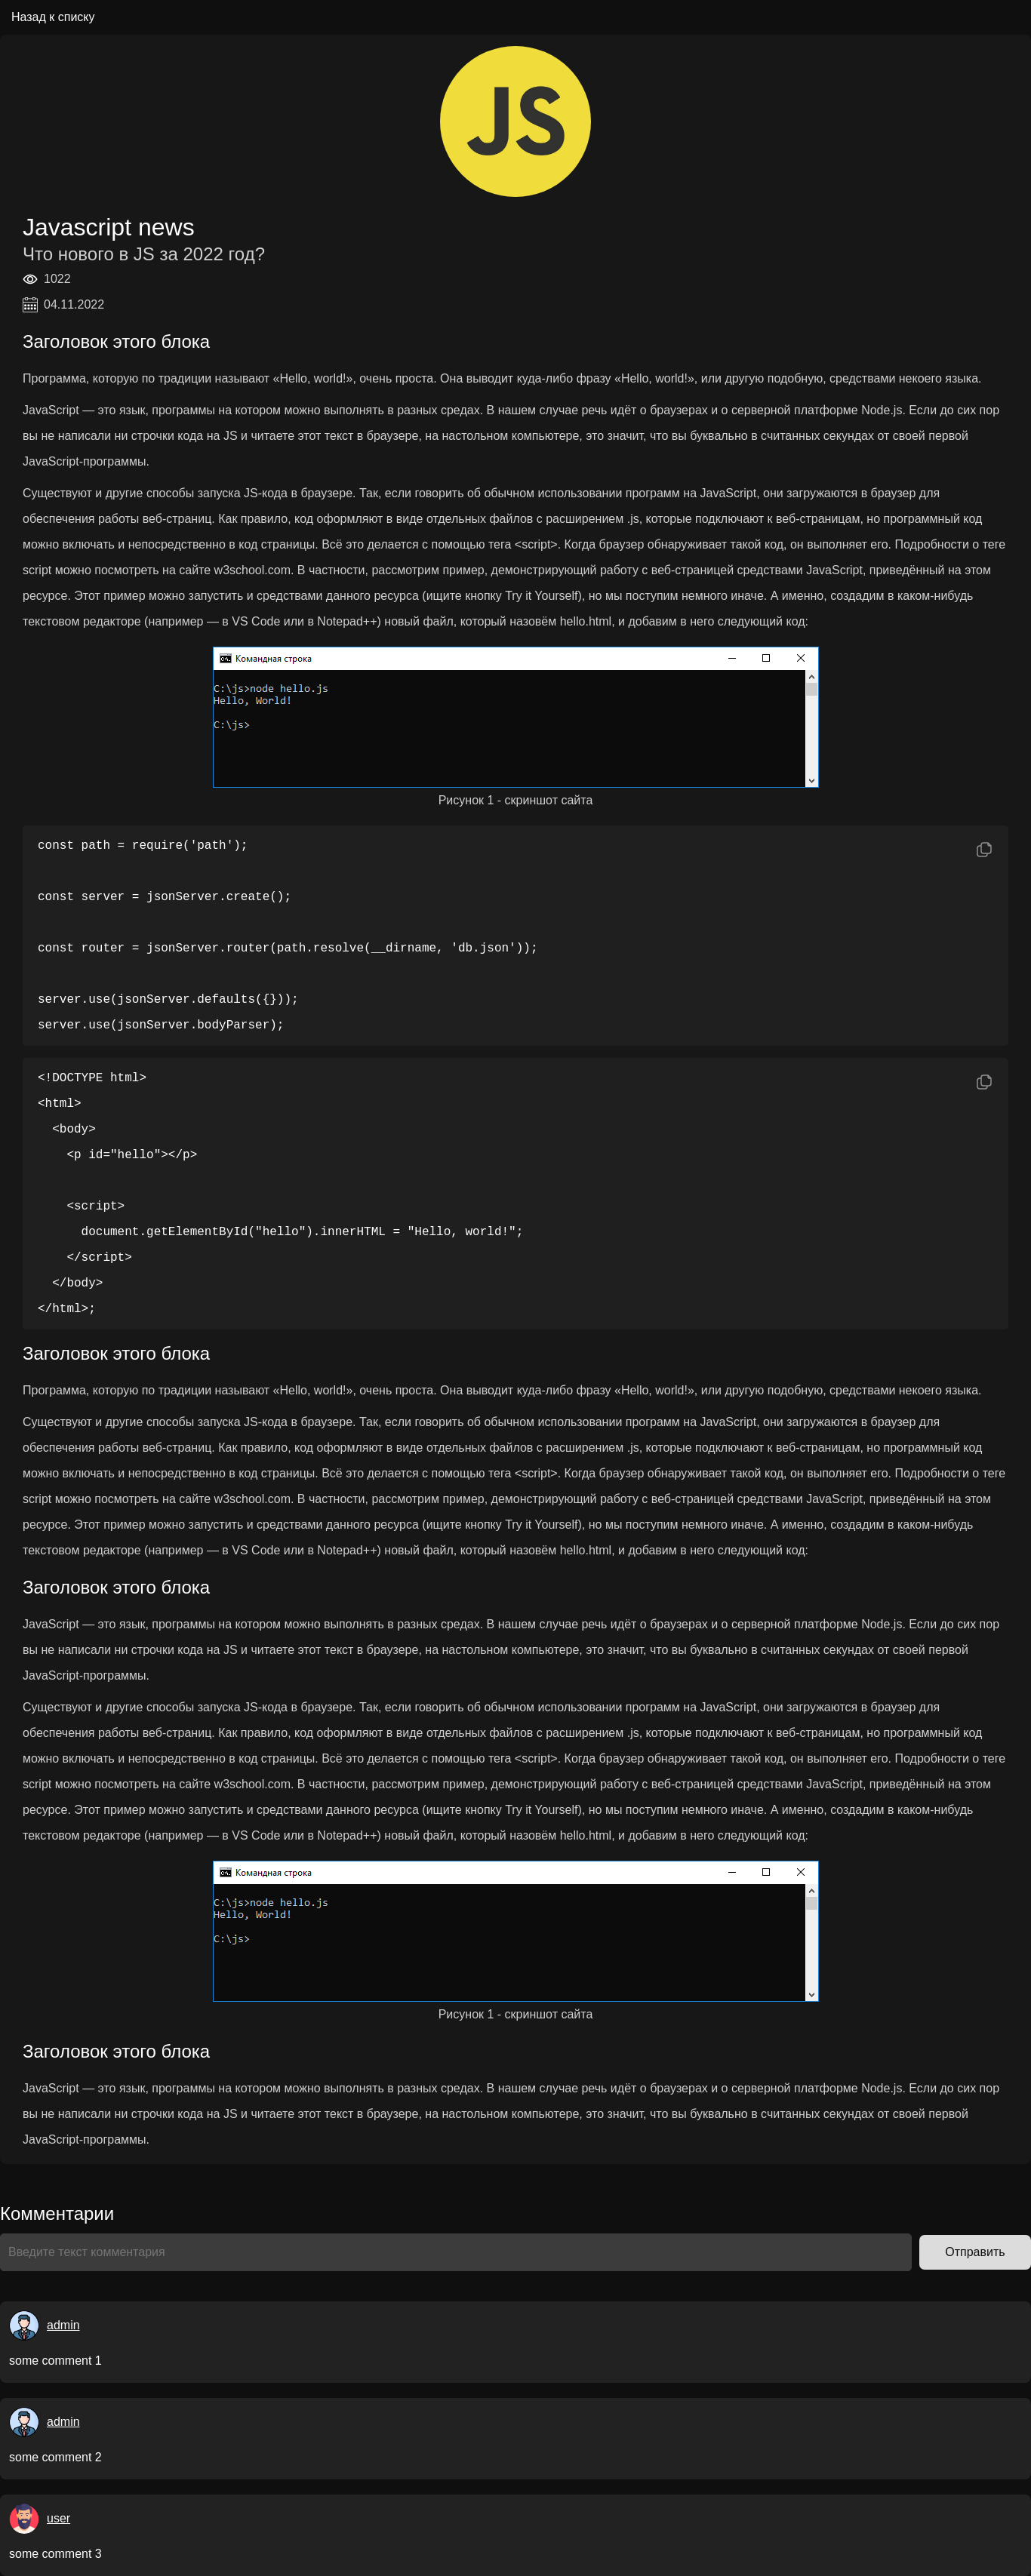 Назад к списку
JS
Javascript news
Что нового в JS за 2022 год?
1022
04.11.2022
Заголовок этого блока
Программа, которую по традиции называют «Hello, world!», очень проста. Она выводит куда-либо фразу «Hello, world!», или другую подобную, средствами некоего языка.
JavaScript — это язык, программы на котором можно выполнять в разных средах. В нашем случае речь идёт о браузерах и о серверной платформе Node.js. Если до сих пор
вы не написали ни строчки кода на JS и читаете этот текст в браузере, на настольном компьютере, это значит, что вы буквально в считанных секундах от своей первой
JavaScript-программы.
Существуют и другие способы запуска JS-кода в браузере. Так, если говорить об обычном использовании программ на JavaScript, они загружаются в браузер для
обеспечения работы веб-страниц. Как правило, код оформляют в виде отдельных файлов с расширением .js, которые подключают к веб-страницам, но программный код
можно включать и непосредственно в код страницы. Всё это делается с помощью тега <script>. Когда браузер обнаруживает такой код, он выполняет его. Подробности о теге
script можно посмотреть на сайте w3school.com. В частности, рассмотрим пример, демонстрирующий работу с веб-страницей средствами JavaScript, приведённый на этом
ресурсе. Этот пример можно запустить и средствами данного ресурса (ищите кнопку Try it Yourself), но мы поступим немного иначе. А именно, создадим в каком-нибудь
текстовом редакторе (например — в VS Code или в Notepad++) новый файл, который назовём hello.html, и добавим в него следующий код:
Командная строка
C:\js>node hello.js
Hello, World!
C:\js>
Рисунок 1 - скриншот сайта
const path = require('path');
const server = jsonServer.create();
const router = jsonServer.router(path.resolve(__dirname, 'db.json'));
server.use(jsonServer.defaults({}));
server.use(jsonServer.bodyParser);
<!DOCTYPE html>
<html>
  <body>
    <p id="hello"></p>
    <script>
      document.getElementById("hello").innerHTML = "Hello, world!";
    </script>
  </body>
</html>;
Заголовок этого блока
Программа, которую по традиции называют «Hello, world!», очень проста. Она выводит куда-либо фразу «Hello, world!», или другую подобную, средствами некоего языка.
Существуют и другие способы запуска JS-кода в браузере. Так, если говорить об обычном использовании программ на JavaScript, они загружаются в браузер для
обеспечения работы веб-страниц. Как правило, код оформляют в виде отдельных файлов с расширением .js, которые подключают к веб-страницам, но программный код
можно включать и непосредственно в код страницы. Всё это делается с помощью тега <script>. Когда браузер обнаруживает такой код, он выполняет его. Подробности о теге
script можно посмотреть на сайте w3school.com. В частности, рассмотрим пример, демонстрирующий работу с веб-страницей средствами JavaScript, приведённый на этом
ресурсе. Этот пример можно запустить и средствами данного ресурса (ищите кнопку Try it Yourself), но мы поступим немного иначе. А именно, создадим в каком-нибудь
текстовом редакторе (например — в VS Code или в Notepad++) новый файл, который назовём hello.html, и добавим в него следующий код:
Заголовок этого блока
JavaScript — это язык, программы на котором можно выполнять в разных средах. В нашем случае речь идёт о браузерах и о серверной платформе Node.js. Если до сих пор
вы не написали ни строчки кода на JS и читаете этот текст в браузере, на настольном компьютере, это значит, что вы буквально в считанных секундах от своей первой
JavaScript-программы.
Существуют и другие способы запуска JS-кода в браузере. Так, если говорить об обычном использовании программ на JavaScript, они загружаются в браузер для
обеспечения работы веб-страниц. Как правило, код оформляют в виде отдельных файлов с расширением .js, которые подключают к веб-страницам, но программный код
можно включать и непосредственно в код страницы. Всё это делается с помощью тега <script>. Когда браузер обнаруживает такой код, он выполняет его. Подробности о теге
script можно посмотреть на сайте w3school.com. В частности, рассмотрим пример, демонстрирующий работу с веб-страницей средствами JavaScript, приведённый на этом
ресурсе. Этот пример можно запустить и средствами данного ресурса (ищите кнопку Try it Yourself), но мы поступим немного иначе. А именно, создадим в каком-нибудь
текстовом редакторе (например — в VS Code или в Notepad++) новый файл, который назовём hello.html, и добавим в него следующий код:
Командная строка
C:\js>node hello.js
Hello, World!
C:\js>
Рисунок 1 - скриншот сайта
Заголовок этого блока
JavaScript — это язык, программы на котором можно выполнять в разных средах. В нашем случае речь идёт о браузерах и о серверной платформе Node.js. Если до сих пор
вы не написали ни строчки кода на JS и читаете этот текст в браузере, на настольном компьютере, это значит, что вы буквально в считанных секундах от своей первой
JavaScript-программы.
Комментарии
Введите текст комментария
Отправить
admin
some comment 1
admin
some comment 2
user
some comment 3